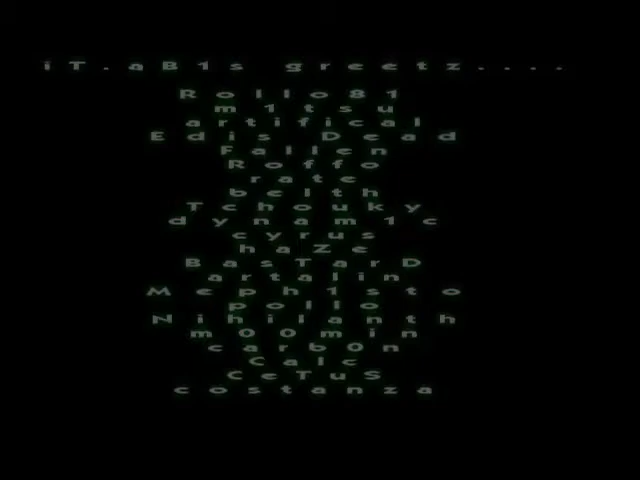 iT.aB1s greetz....
Rollo81
m1tsu
artifical
Edis Dead
Fallen
Roffo
rate
belth
Tchouky
dynam1c
cyrus
haZe
BasTarD
artalin
Meph1sto
pollo
Nihilanth
m00min
carb0n
Calc
CeTuS
costanza